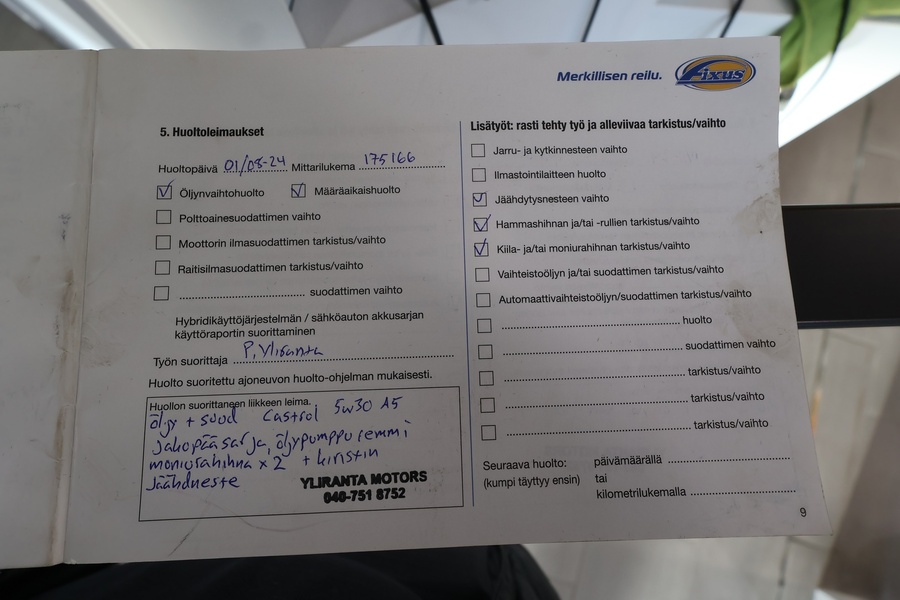 Merkillisen reilu. Fixus
5. Huoltoleimaukset
Huoltopäivä 01/08-24 Mittarilukema 175166
Öljynvaihtohuolto Määräaikaishuolto
Polttoainesuodattimen vaihto
Moottorin ilmasuodattimen tarkistus/vaihto
Raitisilmasuodattimen tarkistus/vaihto
........................................ suodattimen vaihto
Hybridikäyttöjärjestelmän / sähköauton akkusarjan
käyttöraportin suorittaminen
Työn suorittaja P. Yliranta
Huolto suoritettu ajoneuvon huolto-ohjelman mukaisesti.
Huollon suorittaneen liikkeen leima.
öljy + suod Castrol 5w30 A5
Jakopääsarja, öljypumppu remmi
moniurahihna x 2 + kiristin
Jäähdneste
YLIRANTA MOTORS
040-751 8752
Lisätyöt: rasti tehty työ ja alleviivaa tarkistus/vaihto
Jarru- ja kytkinnesteen vaihto
Ilmastointilaitteen huolto
Jäähdytysnesteen vaihto
Hammashihnan ja/tai -rullien tarkistus/vaihto
Kiila- ja/tai moniurahihnan tarkistus/vaihto
Vaihteistoöljyn ja/tai suodattimen tarkistus/vaihto
Automaattivaihteistoöljyn/suodattimen tarkistus/vaihto
........................................ huolto
........................................ suodattimen vaihto
........................................ tarkistus/vaihto
........................................ tarkistus/vaihto
........................................ tarkistus/vaihto
Seuraava huolto: päivämäärällä ........................................
(kumpi täyttyy ensin) tai
kilometrilukemalla ........................................
9